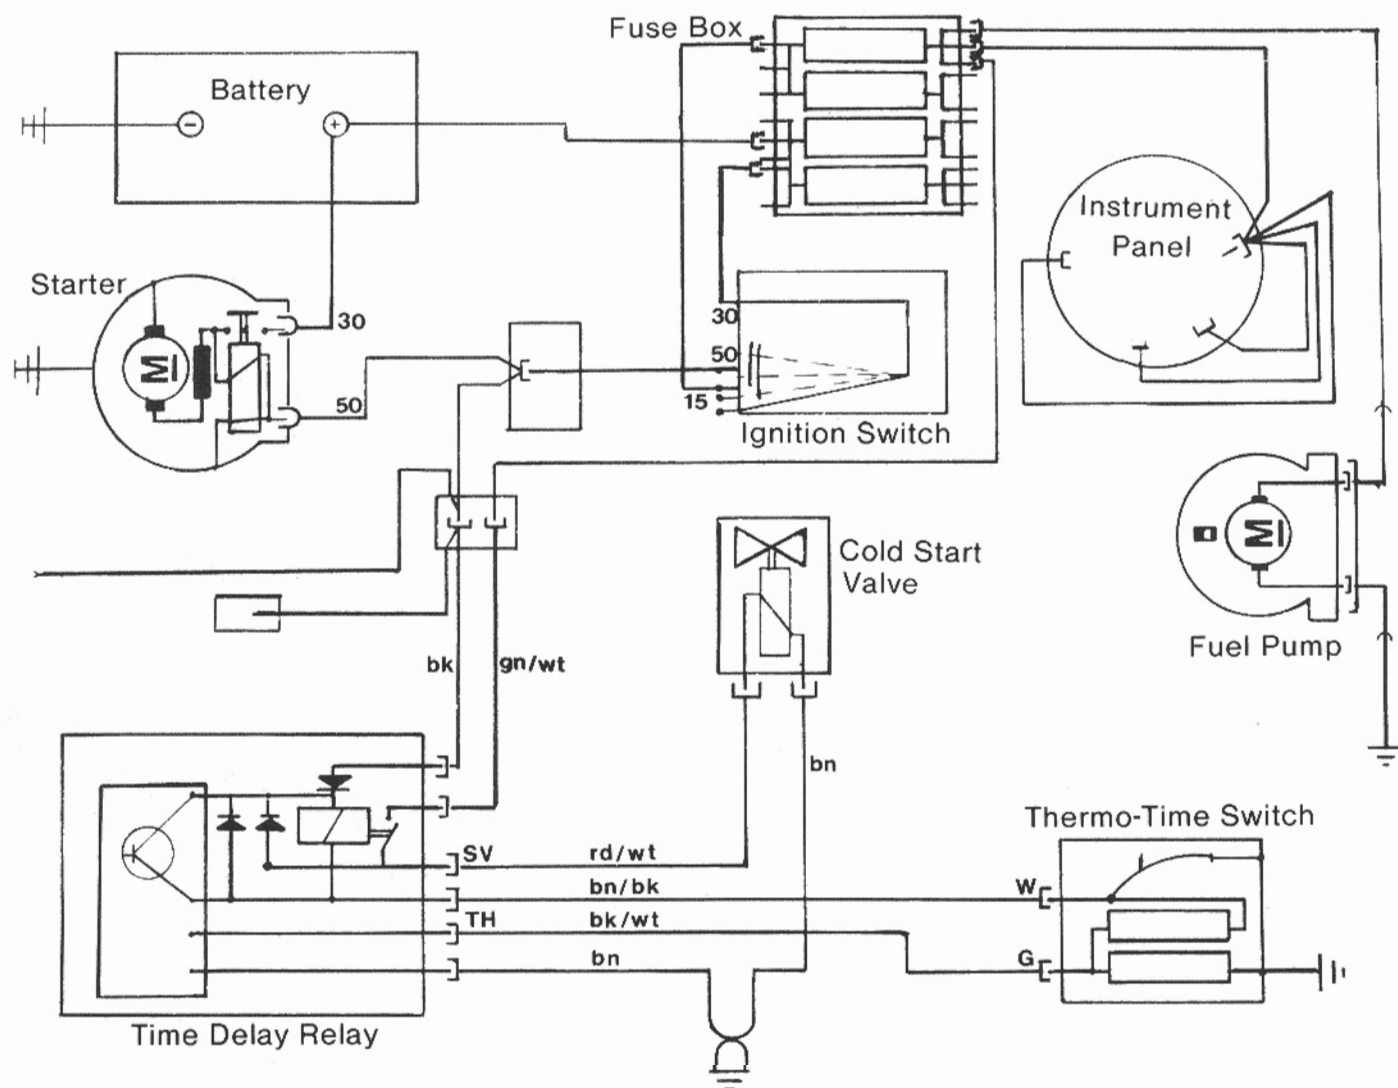 Fuse Box
Battery
−
+
Instrument
Panel
Starter
30
M
50
30
50
15
Ignition Switch
Cold Start
Valve
M
Fuel Pump
bk
gn/wt
bn
Thermo-Time Switch
SV
rd/wt
bn/bk
W
TH
bk/wt
bn
G
Time Delay Relay